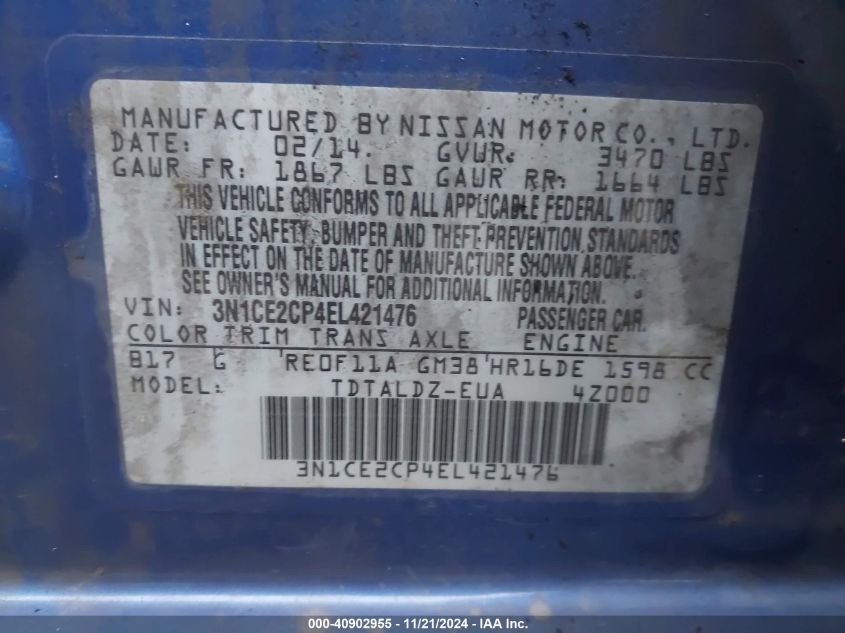 MANUFACTURED BY NISSAN MOTOR CO., LTD.
DATE: 02/14. GVWR: 3470 LBS
GAWR FR: 1867 LBS GAWR RR: 1664 LBS
THIS VEHICLE CONFORMS TO ALL APPLICABLE FEDERAL MOTOR
VEHICLE SAFETY, BUMPER AND THEFT PREVENTION STANDARDS
IN EFFECT ON THE DATE OF MANUFACTURE SHOWN ABOVE.
SEE OWNER'S MANUAL FOR ADDITIONAL INFORMATION.
VIN: 3N1CE2CP4EL421476 PASSENGER CAR.
COLOR TRIM TRANS AXLE ENGINE
B17 G RE0F11A GM38 HR16DE 1598 CC
MODEL: TDTALDZ-EUA 4Z000
3N1CE2CP4EL421476
000-40902955 | 11/21/2024 - IAA Inc.